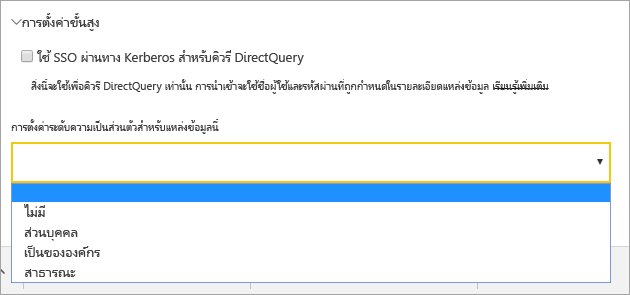 การตั้งค่าขั้นสูง
ใช้ SSO ผ่านทาง Kerberos สำหรับคิวรี DirectQuery
สิ่งนี้จะใช้เพื่อคิวรี DirectQuery เท่านั้น การนำเข้าจะใช้ชื่อผู้ใช้และรหัสผ่านที่ถูกกำหนดในรายละเอียดแหล่งข้อมูล เรียนรู้เพิ่มเติม
การตั้งค่าระดับความเป็นส่วนตัวสำหรับแหล่งข้อมูลนี้
ไม่มี
ส่วนบุคคล
เป็นขององค์กร
สาธารณะ